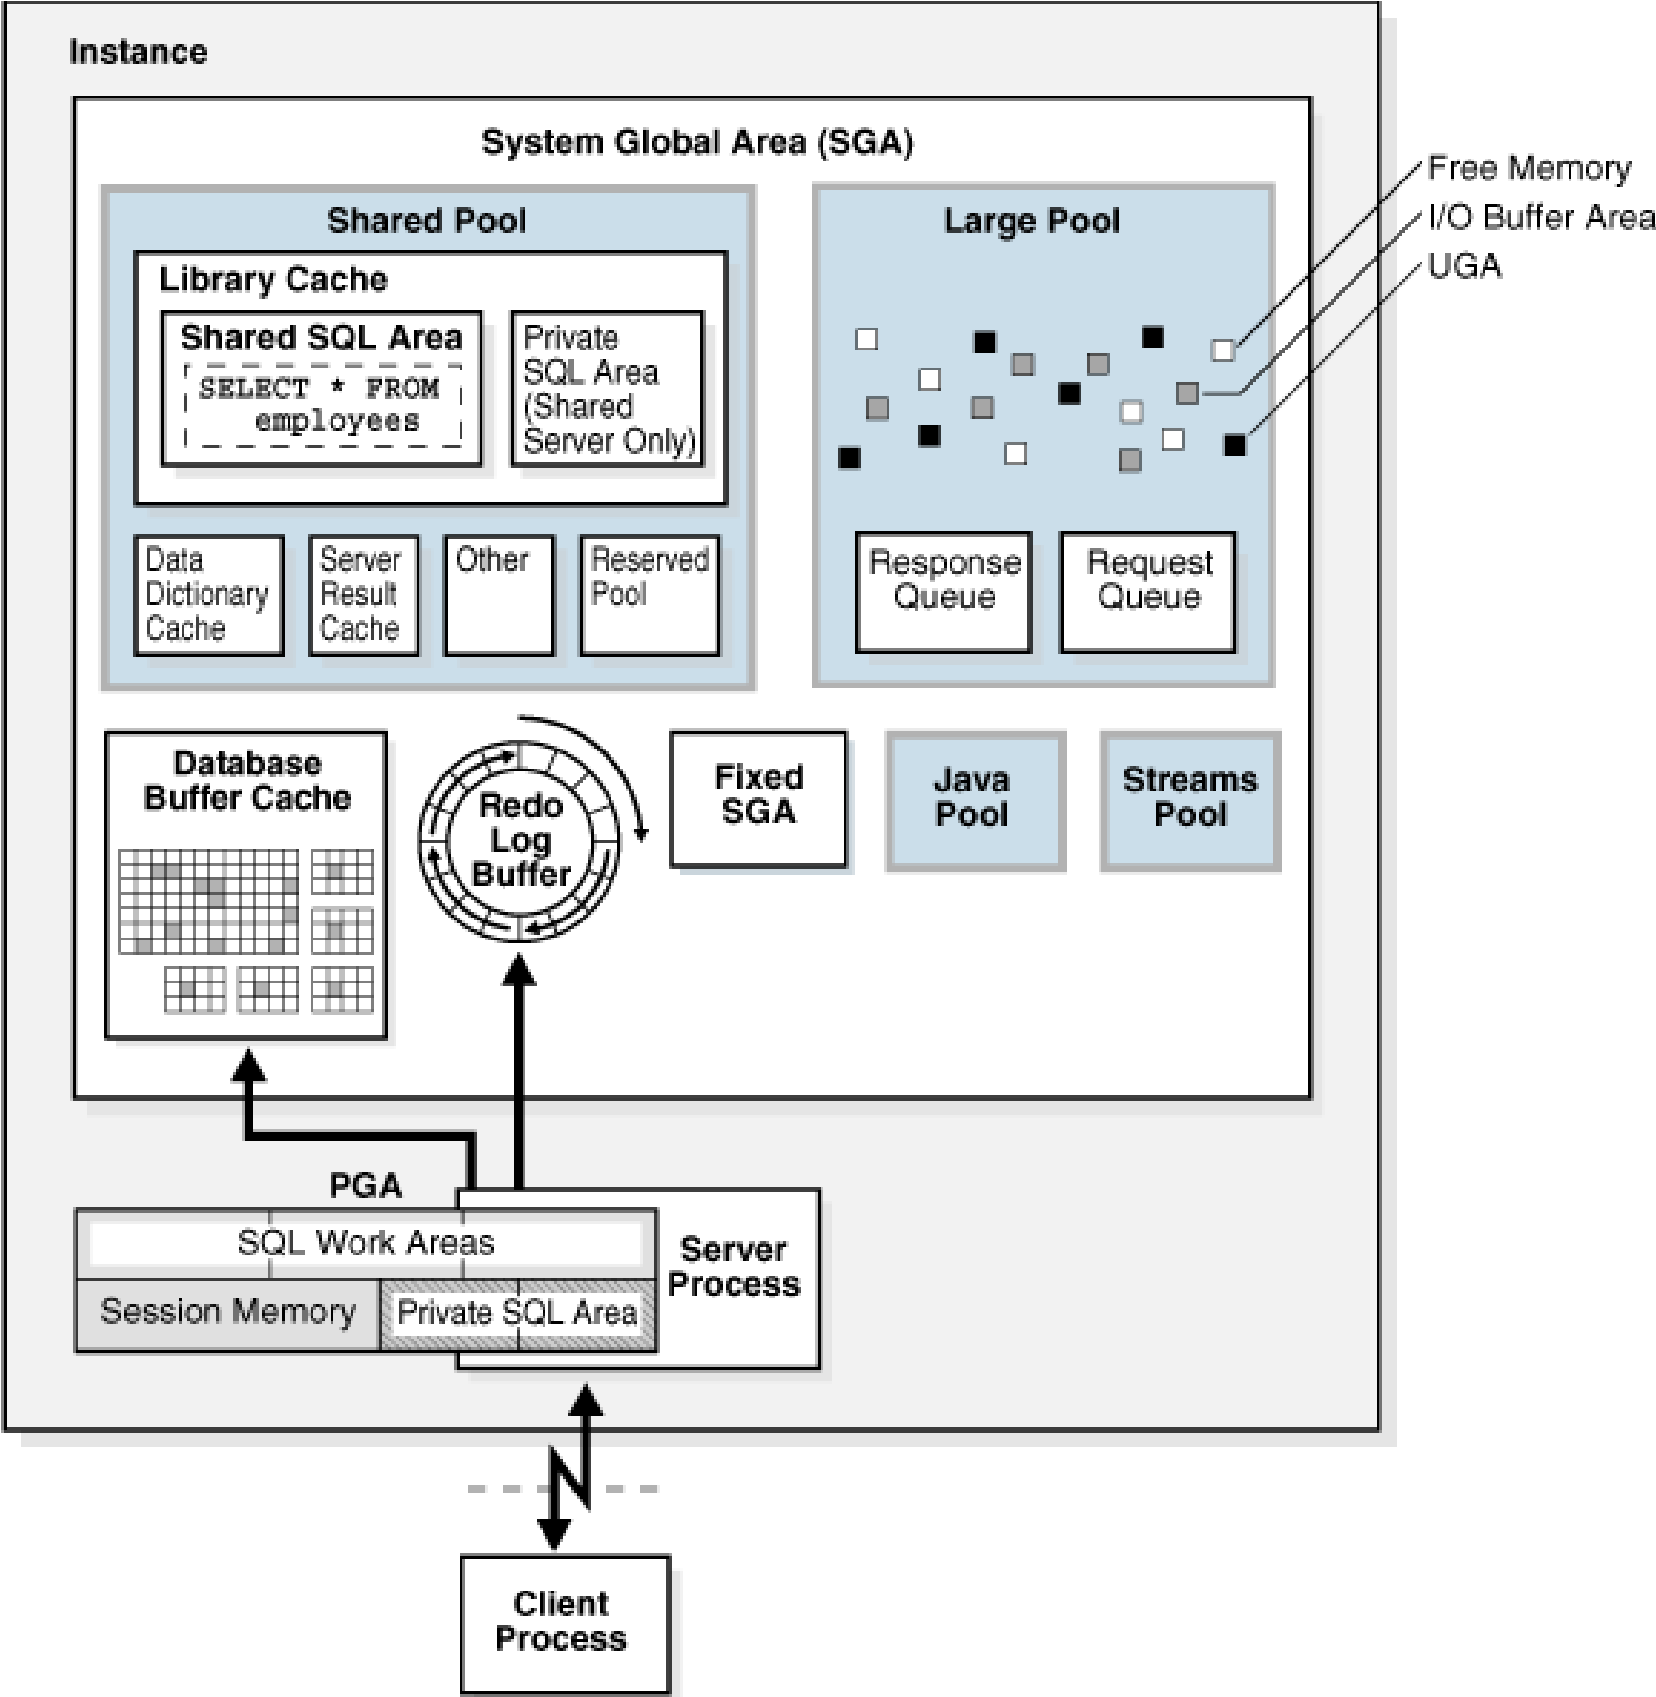 Instance
System Global Area (SGA)
Shared Pool
Library Cache
Shared SQL Area
SELECT * FROM
employees
Private
SQL Area
(Shared
Server Only)
Data
Dictionary
Cache
Server
Result
Cache
Other
Reserved
Pool
Large Pool
Free Memory
I/O Buffer Area
UGA
Response
Queue
Request
Queue
Database
Buffer Cache
Redo
Log
Buffer
Fixed
SGA
Java
Pool
Streams
Pool
PGA
SQL Work Areas
Session Memory
Private SQL Area
Server
Process
Client
Process